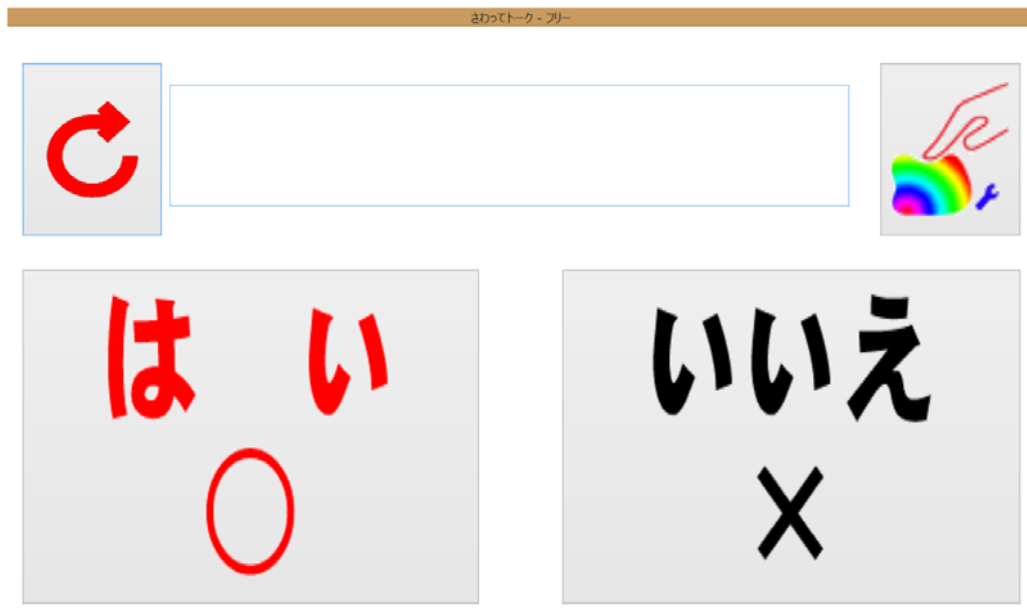 さわってトーク - フリー
は い
いいえ
○
×